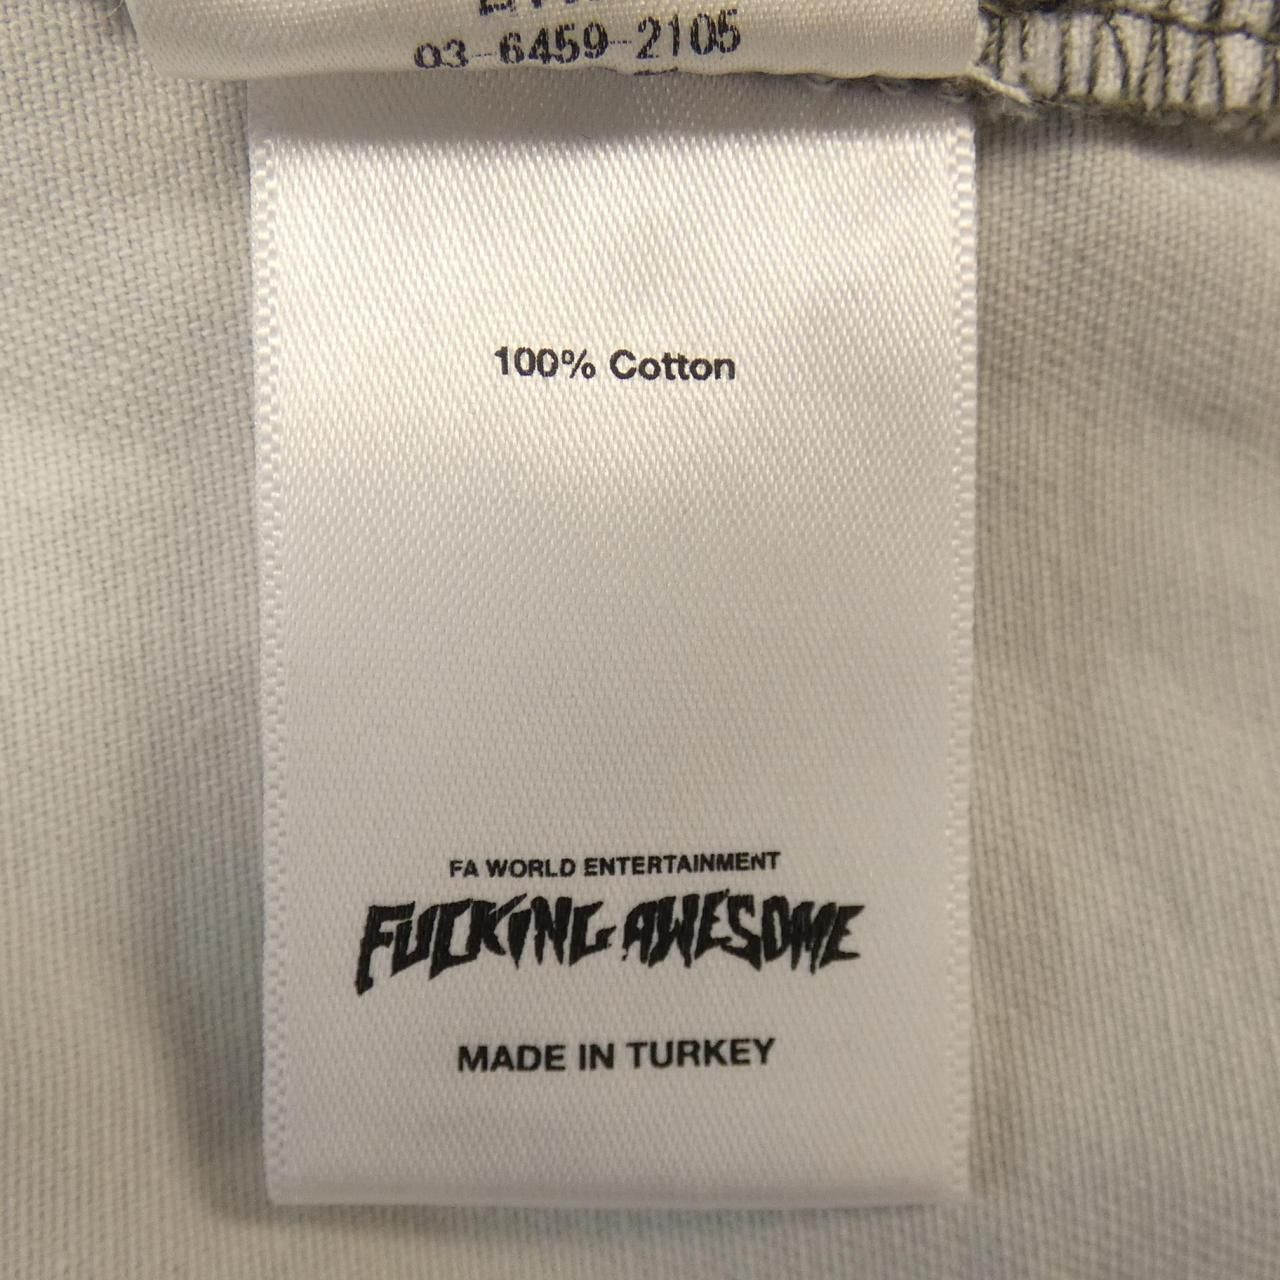 03-6459-2105
100% Cotton
FA WORLD ENTERTAINMENT
FUCKING AWESOME
MADE IN TURKEY